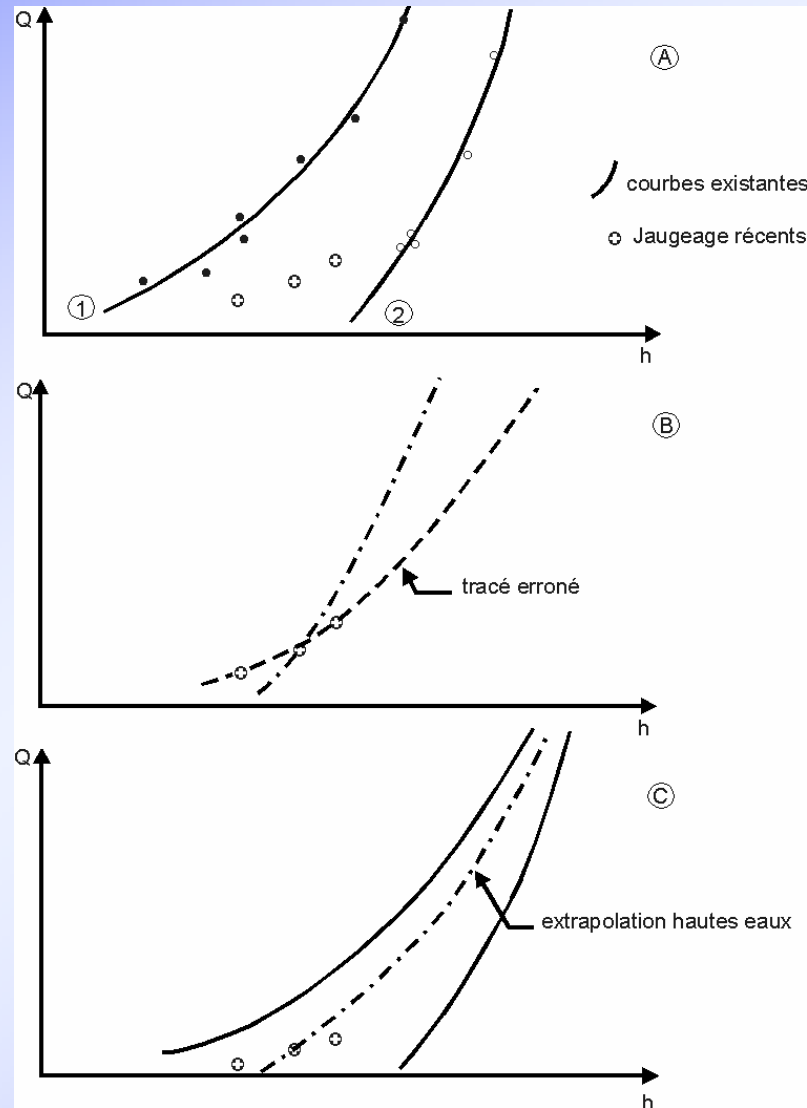 Q
A
courbes existantes
Jaugeage récents
1
2
h
Q
B
tracé erroné
h
Q
C
extrapolation hautes eaux
h